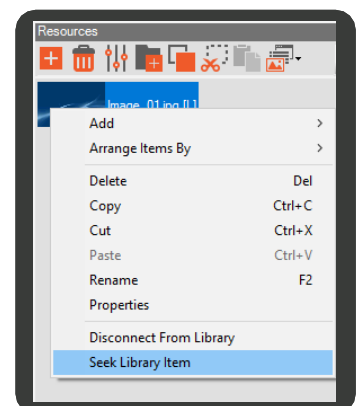 Resources
Image_01.jpg [L]
Add
Arrange Items By
Delete Del
Copy Ctrl+C
Cut Ctrl+X
Paste Ctrl+V
Rename F2
Properties
Disconnect From Library
Seek Library Item